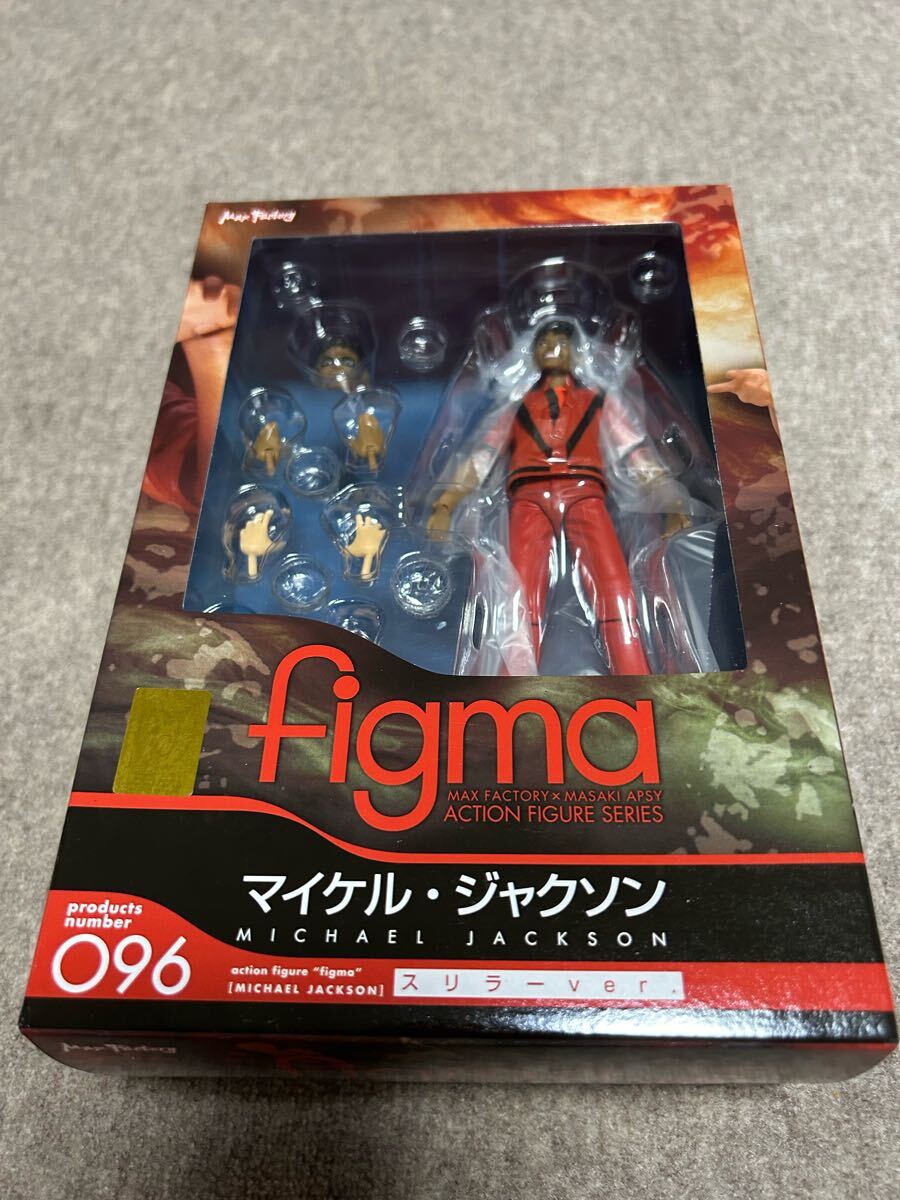 Max Factory
figma
MAX FACTORY×MASAKI APSY
ACTION FIGURE SERIES
マイケル・ジャクソン
MICHAEL JACKSON
products
number
096
action figure "figma"
[MICHAEL JACKSON]
スリラーver.
Max Factory